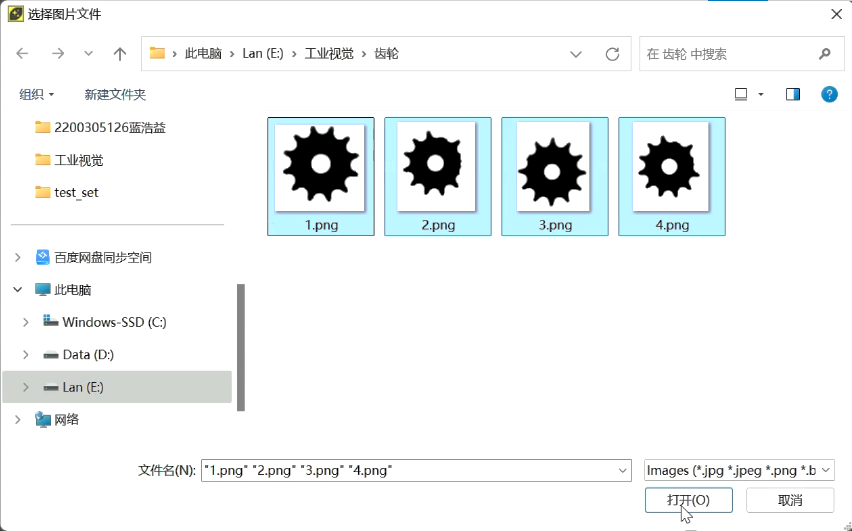 选择图片文件
此电脑 Lan (E:) 工业视觉 齿轮
在 齿轮 中搜索
组织 新建文件夹
2200305126蓝浩益
工业视觉
test_set
1.png 2.png 3.png 4.png
百度网盘同步空间
此电脑
Windows-SSD (C:)
Data (D:)
Lan (E:)
网络
文件名(N): "1.png" "2.png" "3.png" "4.png" Images (*.jpg *.jpeg *.png *.b
打开(O) 取消